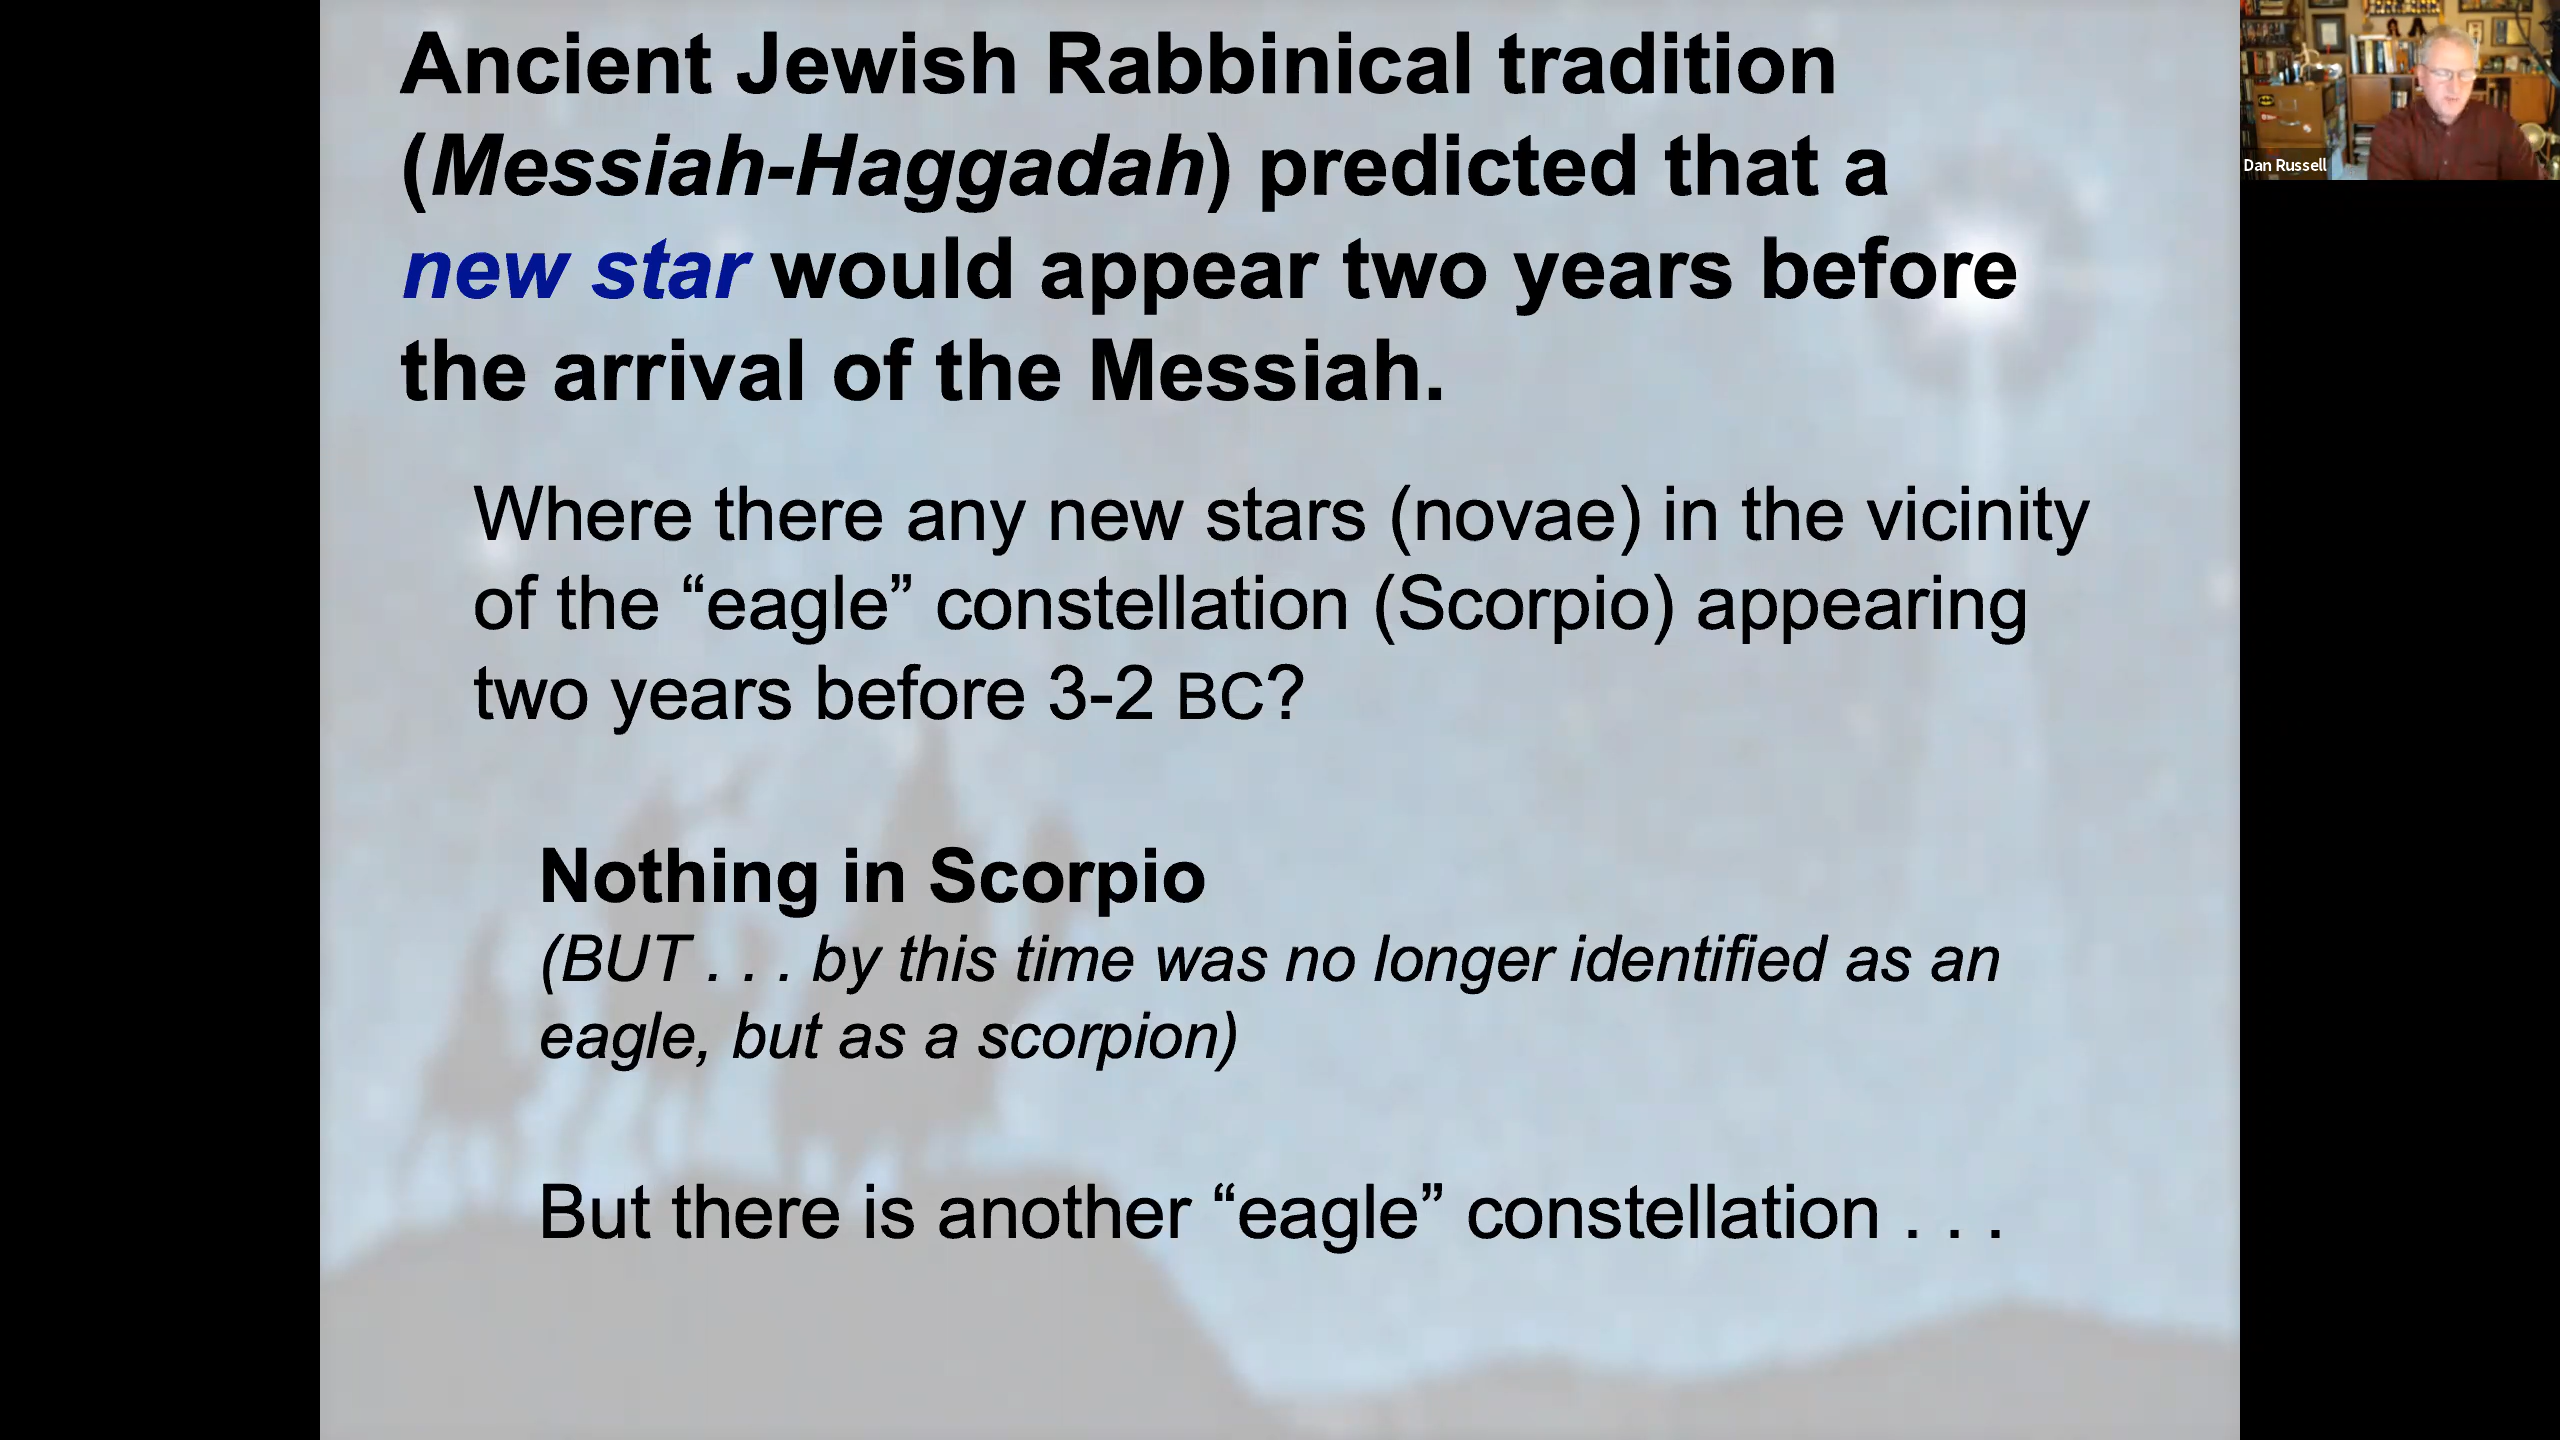 Ancient Jewish Rabbinical tradition
(Messiah-Haggadah) predicted that a
new star would appear two years before
the arrival of the Messiah.
Where there any new stars (novae) in the vicinity
of the “eagle” constellation (Scorpio) appearing
two years before 3-2 BC?
Nothing in Scorpio
(BUT . . . by this time was no longer identified as an
eagle, but as a scorpion)
But there is another “eagle” constellation . . .
Dan Russell